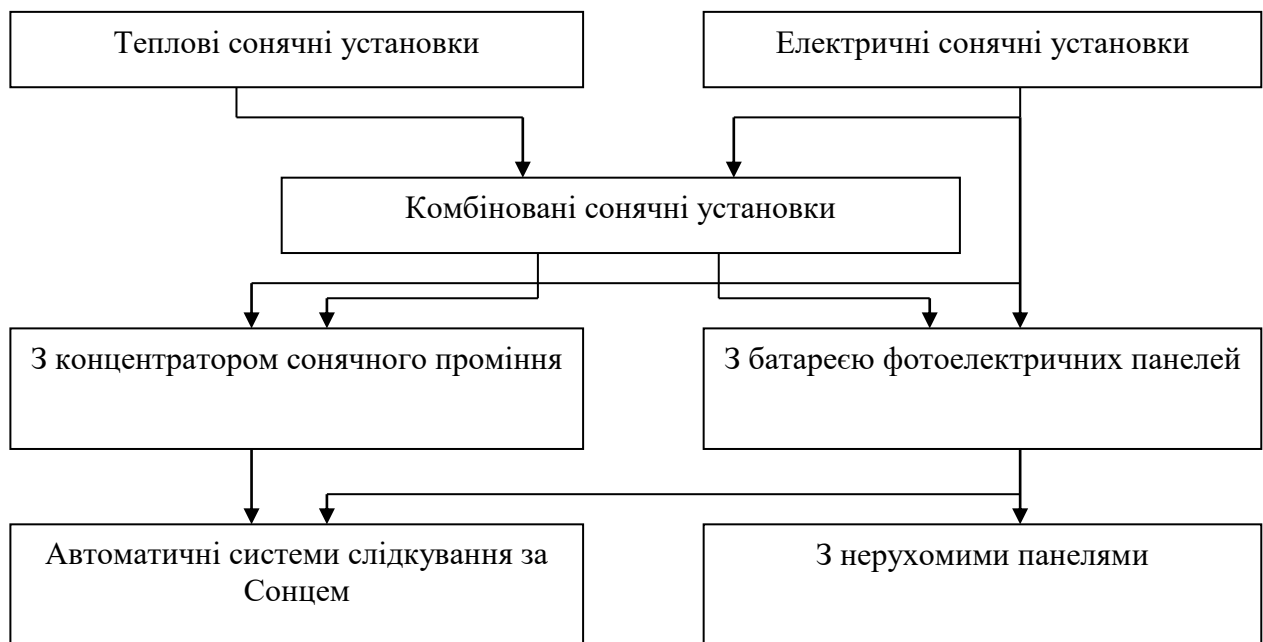 Теплові сонячні установки
Електричні сонячні установки
Комбіновані сонячні установки
З концентратором сонячного проміння
З батареєю фотоелектричних панелей
Автоматичні системи слідкування за
Сонцем
З нерухомими панелями